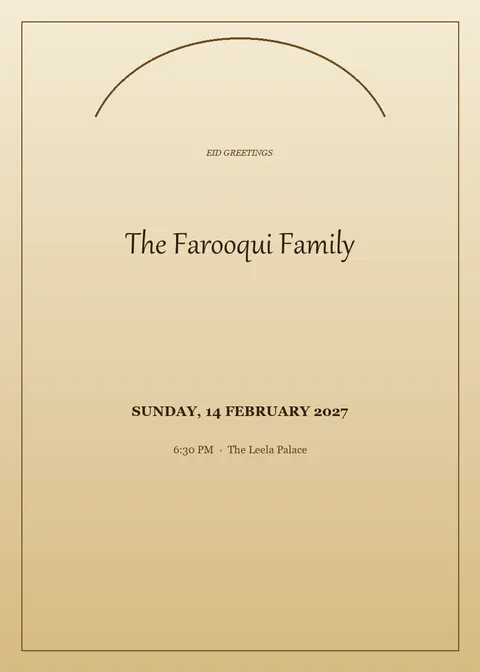 EID GREETINGS
The Farooqui Family
SUNDAY, 14 FEBRUARY 2027
6:30 PM · The Leela Palace